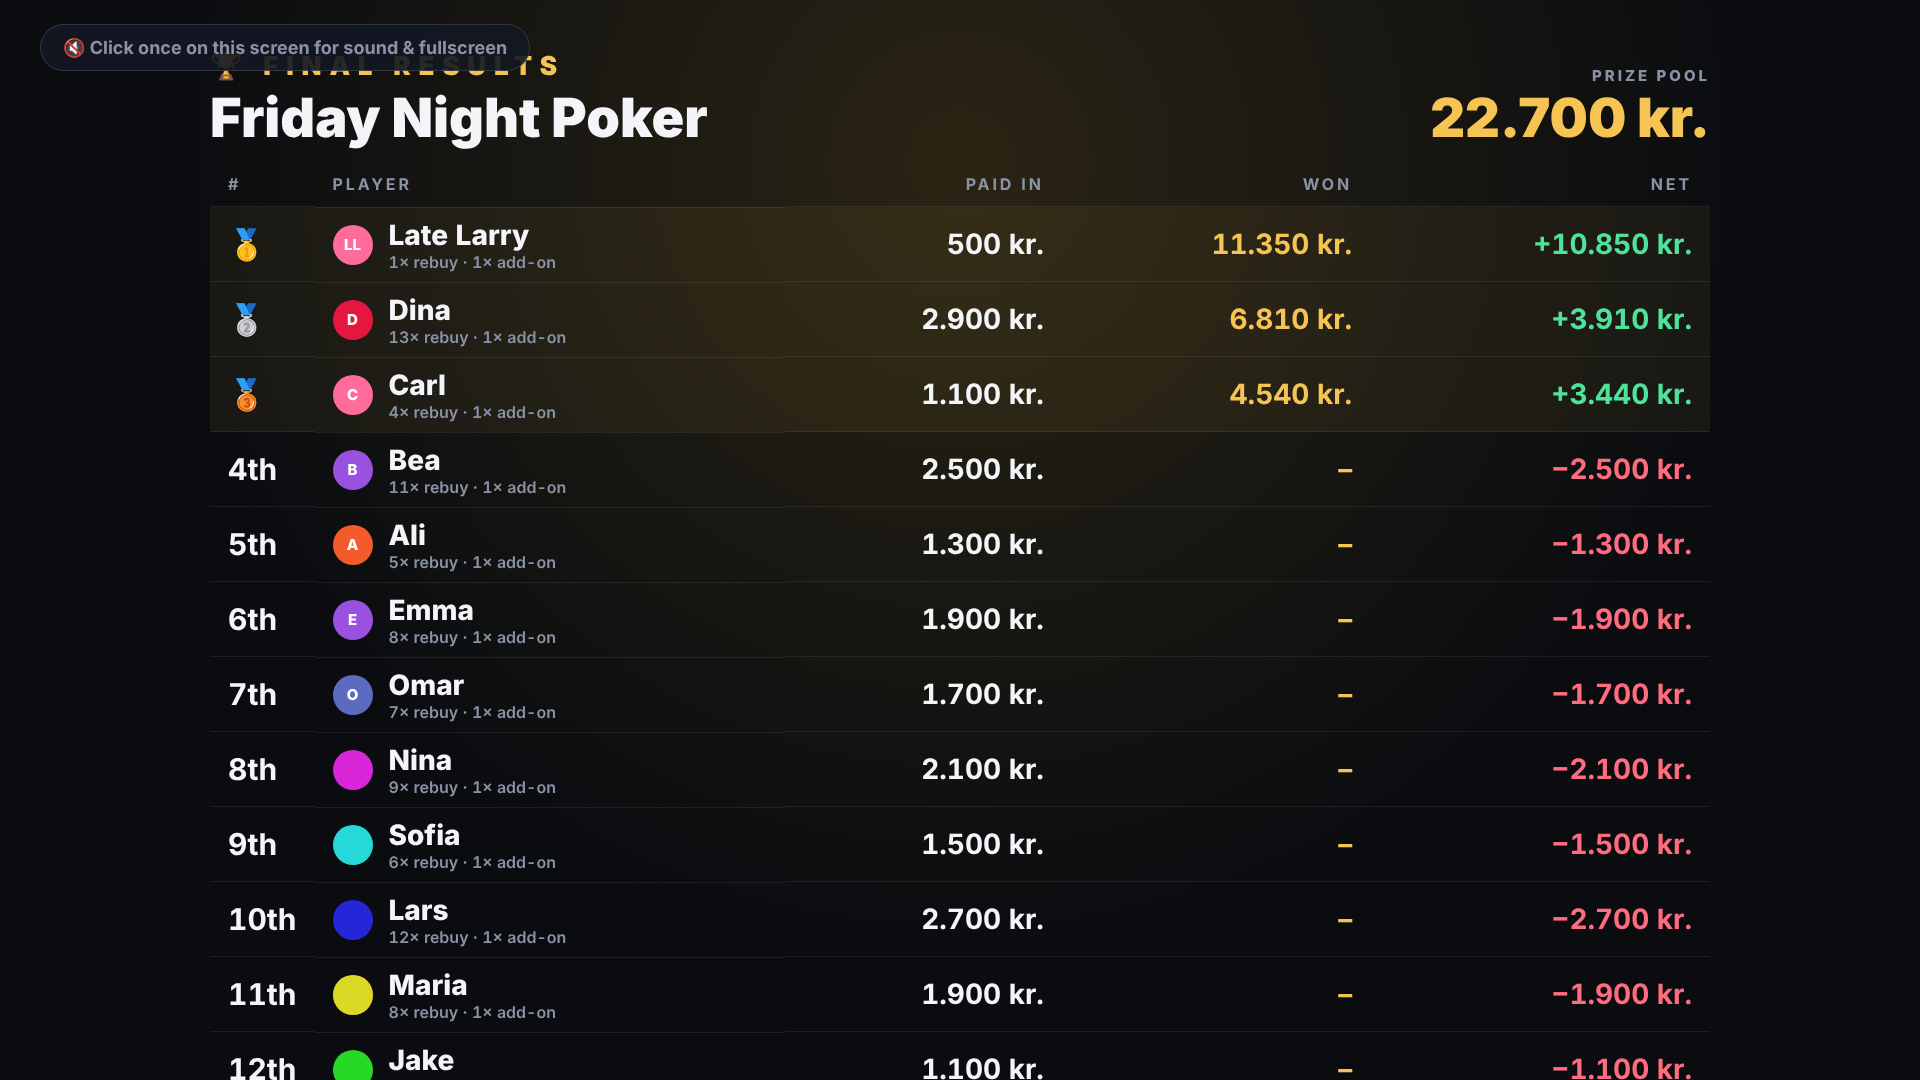 🔇 Click once on this screen for sound & fullscreen
🏆 FINAL RESULTS
Friday Night Poker
PRIZE POOL
22.700 kr.
# PLAYER PAID IN WON NET
🥇 LL Late Larry 500 kr. 11.350 kr. +10.850 kr.
1× rebuy · 1× add-on
🥈 D Dina 2.900 kr. 6.810 kr. +3.910 kr.
13× rebuy · 1× add-on
🥉 C Carl 1.100 kr. 4.540 kr. +3.440 kr.
4× rebuy · 1× add-on
4th B Bea 2.500 kr. – −2.500 kr.
11× rebuy · 1× add-on
5th A Ali 1.300 kr. – −1.300 kr.
5× rebuy · 1× add-on
6th E Emma 1.900 kr. – −1.900 kr.
8× rebuy · 1× add-on
7th O Omar 1.700 kr. – −1.700 kr.
7× rebuy · 1× add-on
8th Nina 2.100 kr. – −2.100 kr.
9× rebuy · 1× add-on
9th Sofia 1.500 kr. – −1.500 kr.
6× rebuy · 1× add-on
10th Lars 2.700 kr. – −2.700 kr.
12× rebuy · 1× add-on
11th Maria 1.900 kr. – −1.900 kr.
8× rebuy · 1× add-on
12th Jake 1.100 kr. – −1.100 kr.